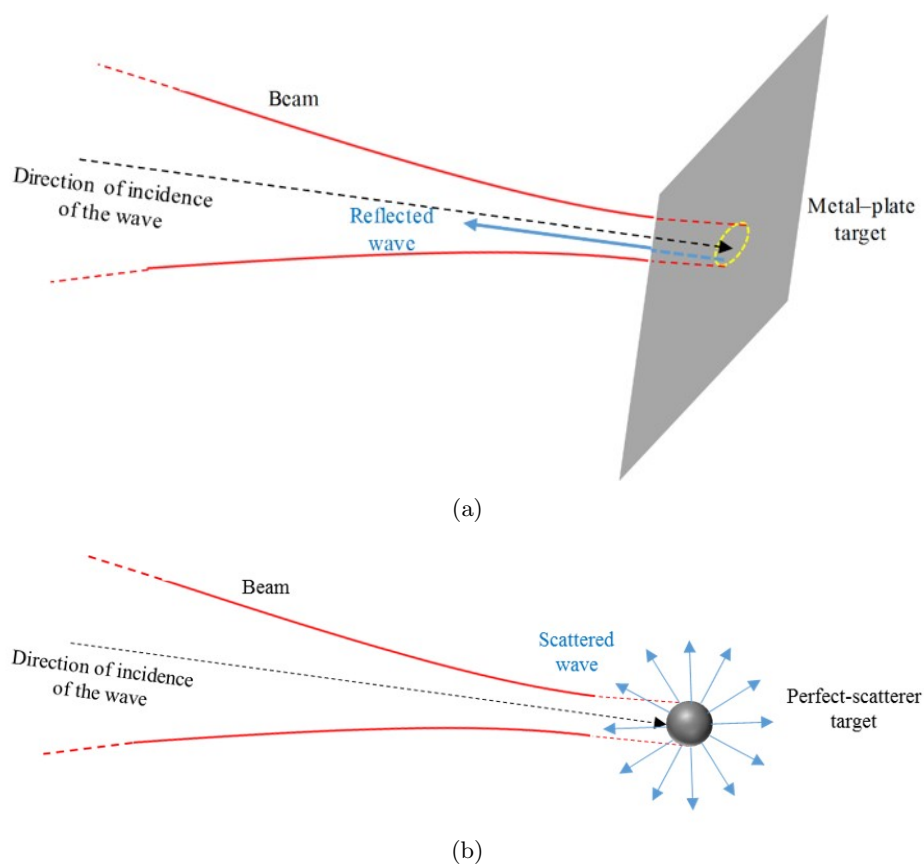 Beam
Direction of incidence
of the wave
Reflected
wave
Metal–plate
target
(a)
Beam
Direction of incidence
of the wave
Scattered
wave
Perfect-scatterer
target
(b)